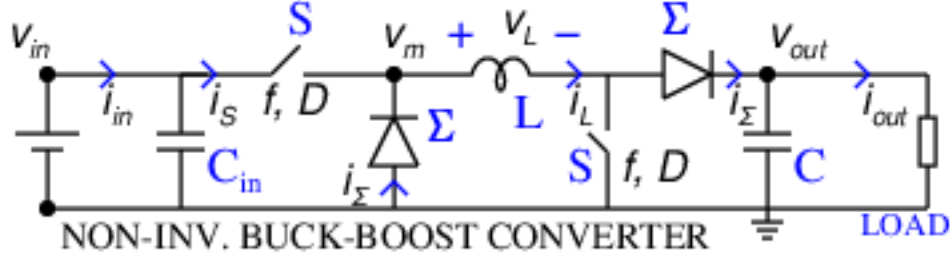 S Σ
v_in v_m + v_L − v_out
i_in i_S f, D Σ L i_L i_Σ i_out
C_in i_Σ S f, D C
NON-INV. BUCK-BOOST CONVERTER LOAD